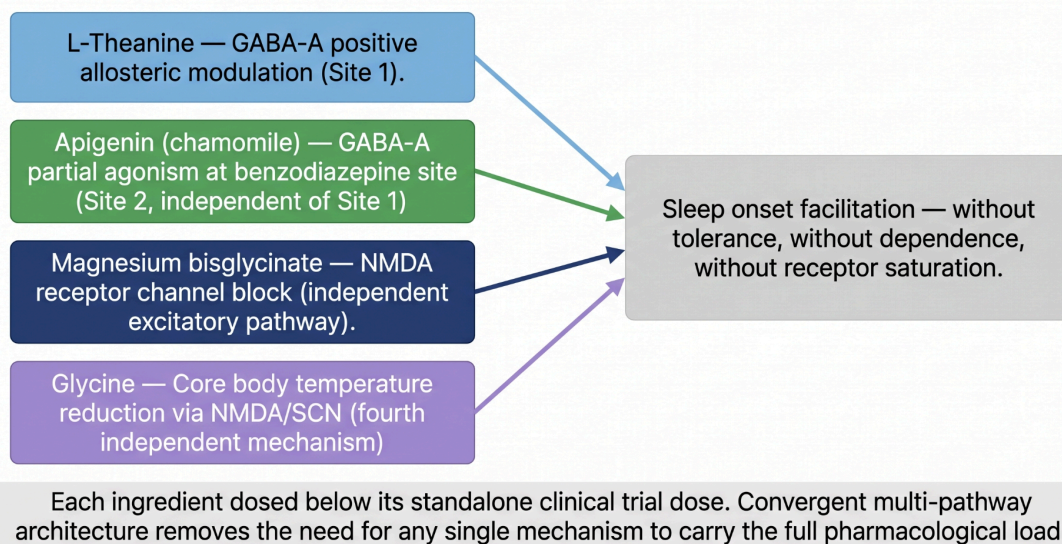 L-Theanine — GABA-A positive
allosteric modulation (Site 1).
Apigenin (chamomile) — GABA-A
partial agonism at benzodiazepine site
(Site 2, independent of Site 1)
Magnesium bisglycinate — NMDA
receptor channel block (independent
excitatory pathway).
Glycine — Core body temperature
reduction via NMDA/SCN (fourth
independent mechanism)
Sleep onset facilitation — without
tolerance, without dependence,
without receptor saturation.
Each ingredient dosed below its standalone clinical trial dose. Convergent multi-pathway
architecture removes the need for any single mechanism to carry the full pharmacological load